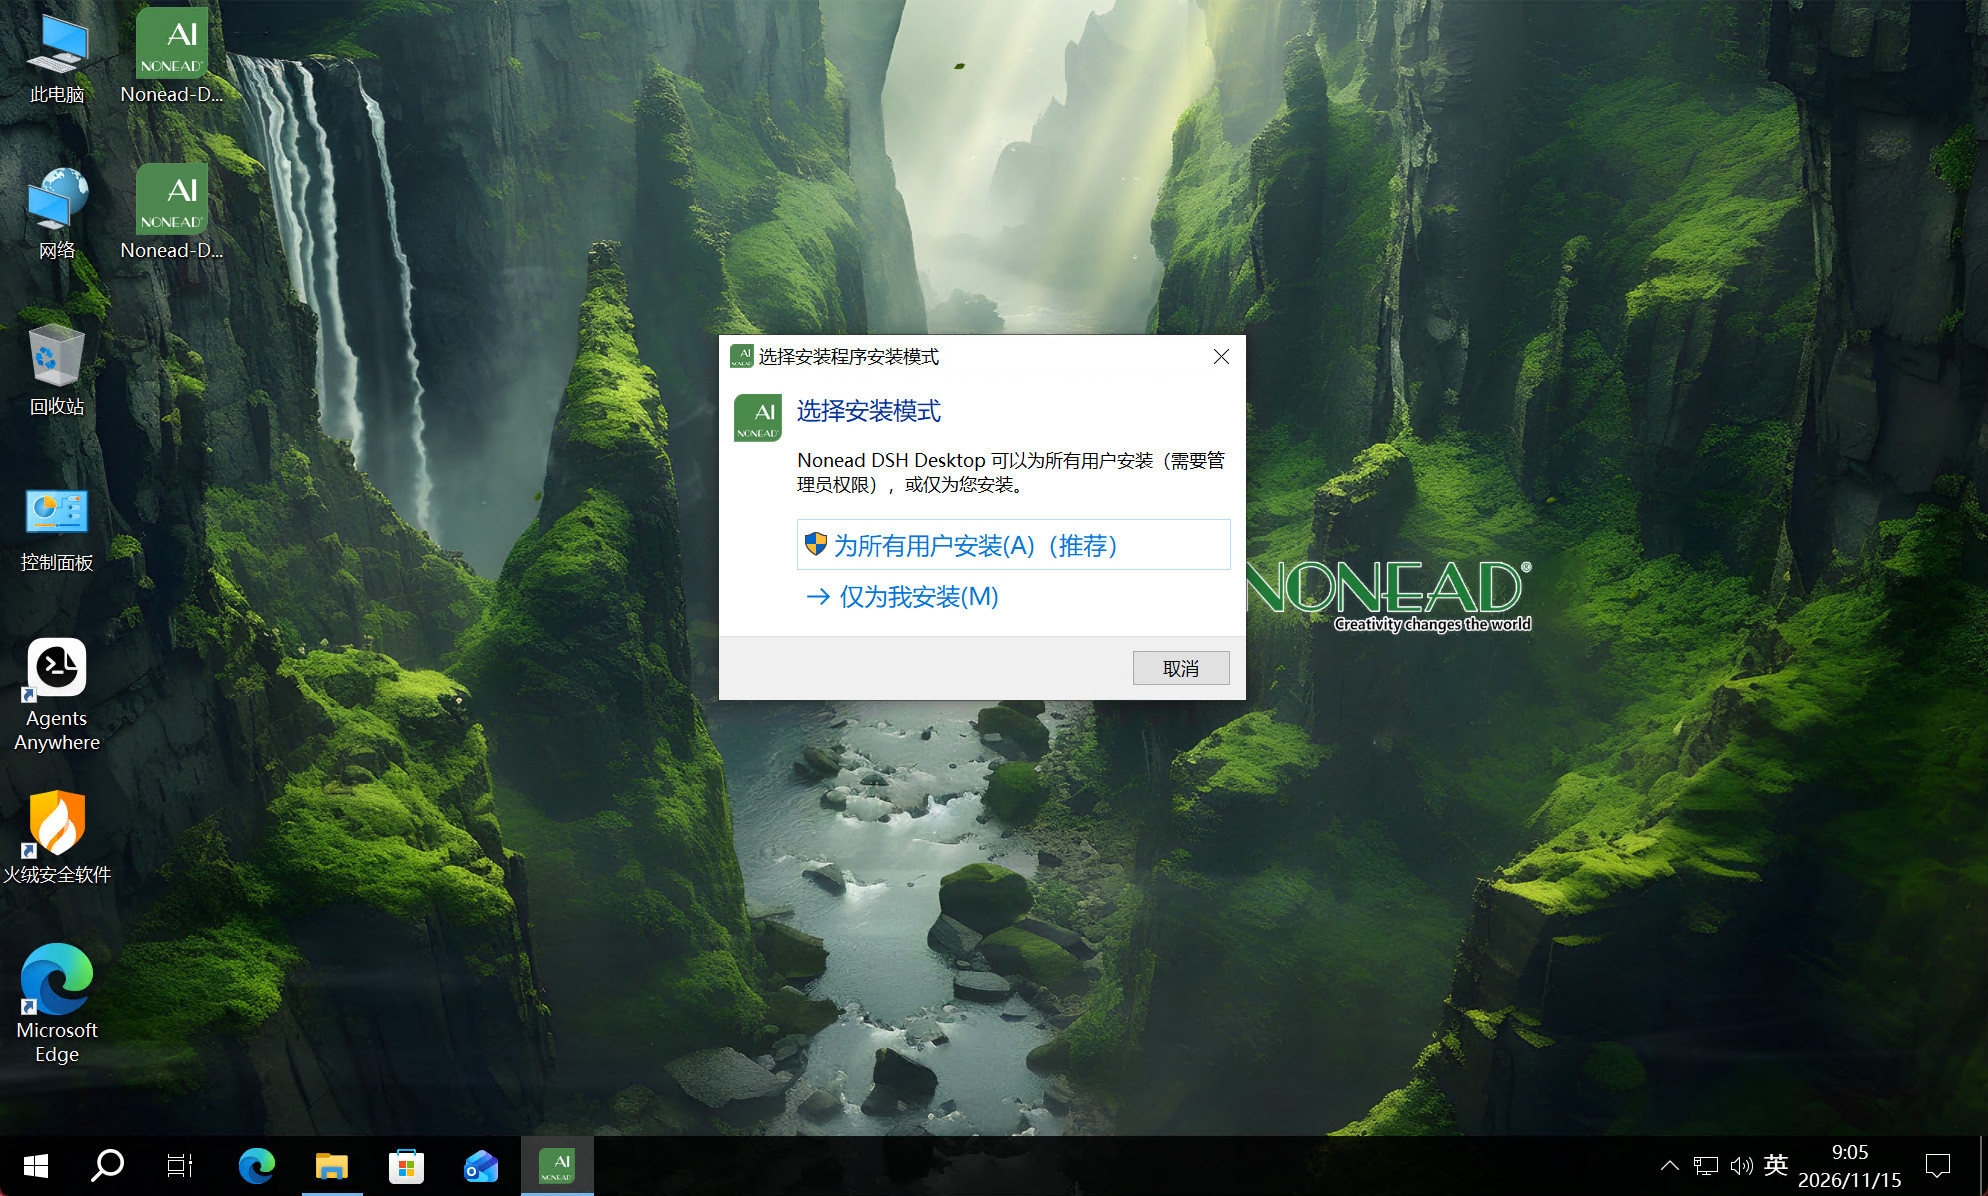 此电脑
AI
NONEAD
Nonead-D...
网络
AI
NONEAD
Nonead-D...
回收站
控制面板
Agents
Anywhere
火绒安全软件
Microsoft
Edge
AI
NONEAD
选择安装程序安装模式
AI
NONEAD
选择安装模式
Nonead DSH Desktop 可以为所有用户安装（需要管
理员权限），或仅为您安装。
为所有用户安装(A)（推荐）
仅为我安装(M)
取消
NONEAD®
Creativity changes the world
AI
NONEAD
英
9:05
2026/11/15